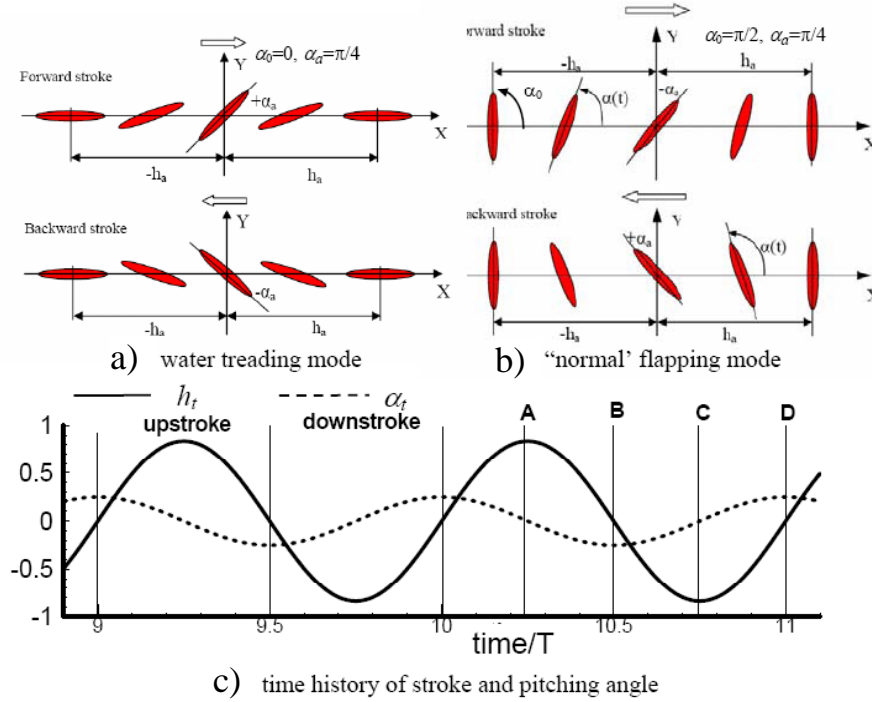 α₀=0, αₐ=π/4
Forward stroke
Y
+αₐ
X
-hₐ
hₐ
Backward stroke
Y
-αₐ
X
-hₐ
hₐ
a) water treading mode
α₀=π/2, αₐ=π/4
orward stroke
Y
-hₐ
hₐ
α₀
α(t)
-αₐ
X
ackward stroke
Y
+αₐ
α(t)
X
-hₐ
hₐ
b) “normal’ flapping mode
hₜ
αₜ
upstroke
downstroke
A B C D
1
0.5
0
-0.5
-1
9 9.5 10 10.5 11
time/T
c) time history of stroke and pitching angle